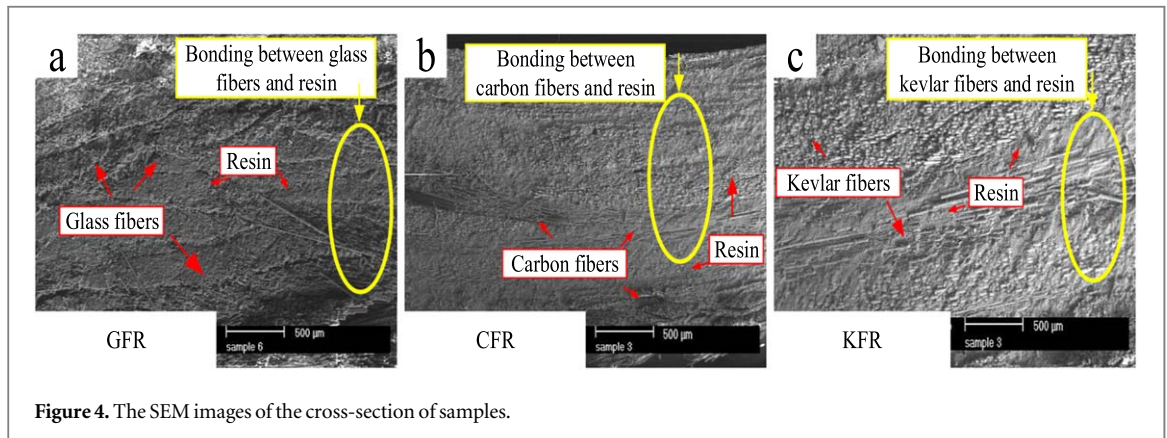 a
Bonding between glass
fibers and resin
Resin
Glass fibers
GFR
500 µm
sample 6
b
Bonding between
carbon fibers and resin
Carbon fibers
Resin
CFR
500 µm
sample 3
c
Bonding between
kevlar fibers and resin
Kevlar fibers
Resin
KFR
500 µm
sample 3
Figure 4. The SEM images of the cross-section of samples.